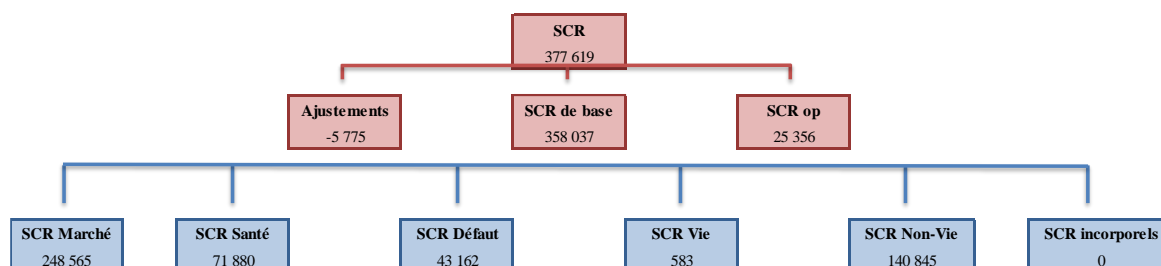 SCR
377 619
Ajustements
-5 775
SCR de base
358 037
SCR op
25 356
SCR Marché
248 565
SCR Santé
71 880
SCR Défaut
43 162
SCR Vie
583
SCR Non-Vie
140 845
SCR incorporels
0